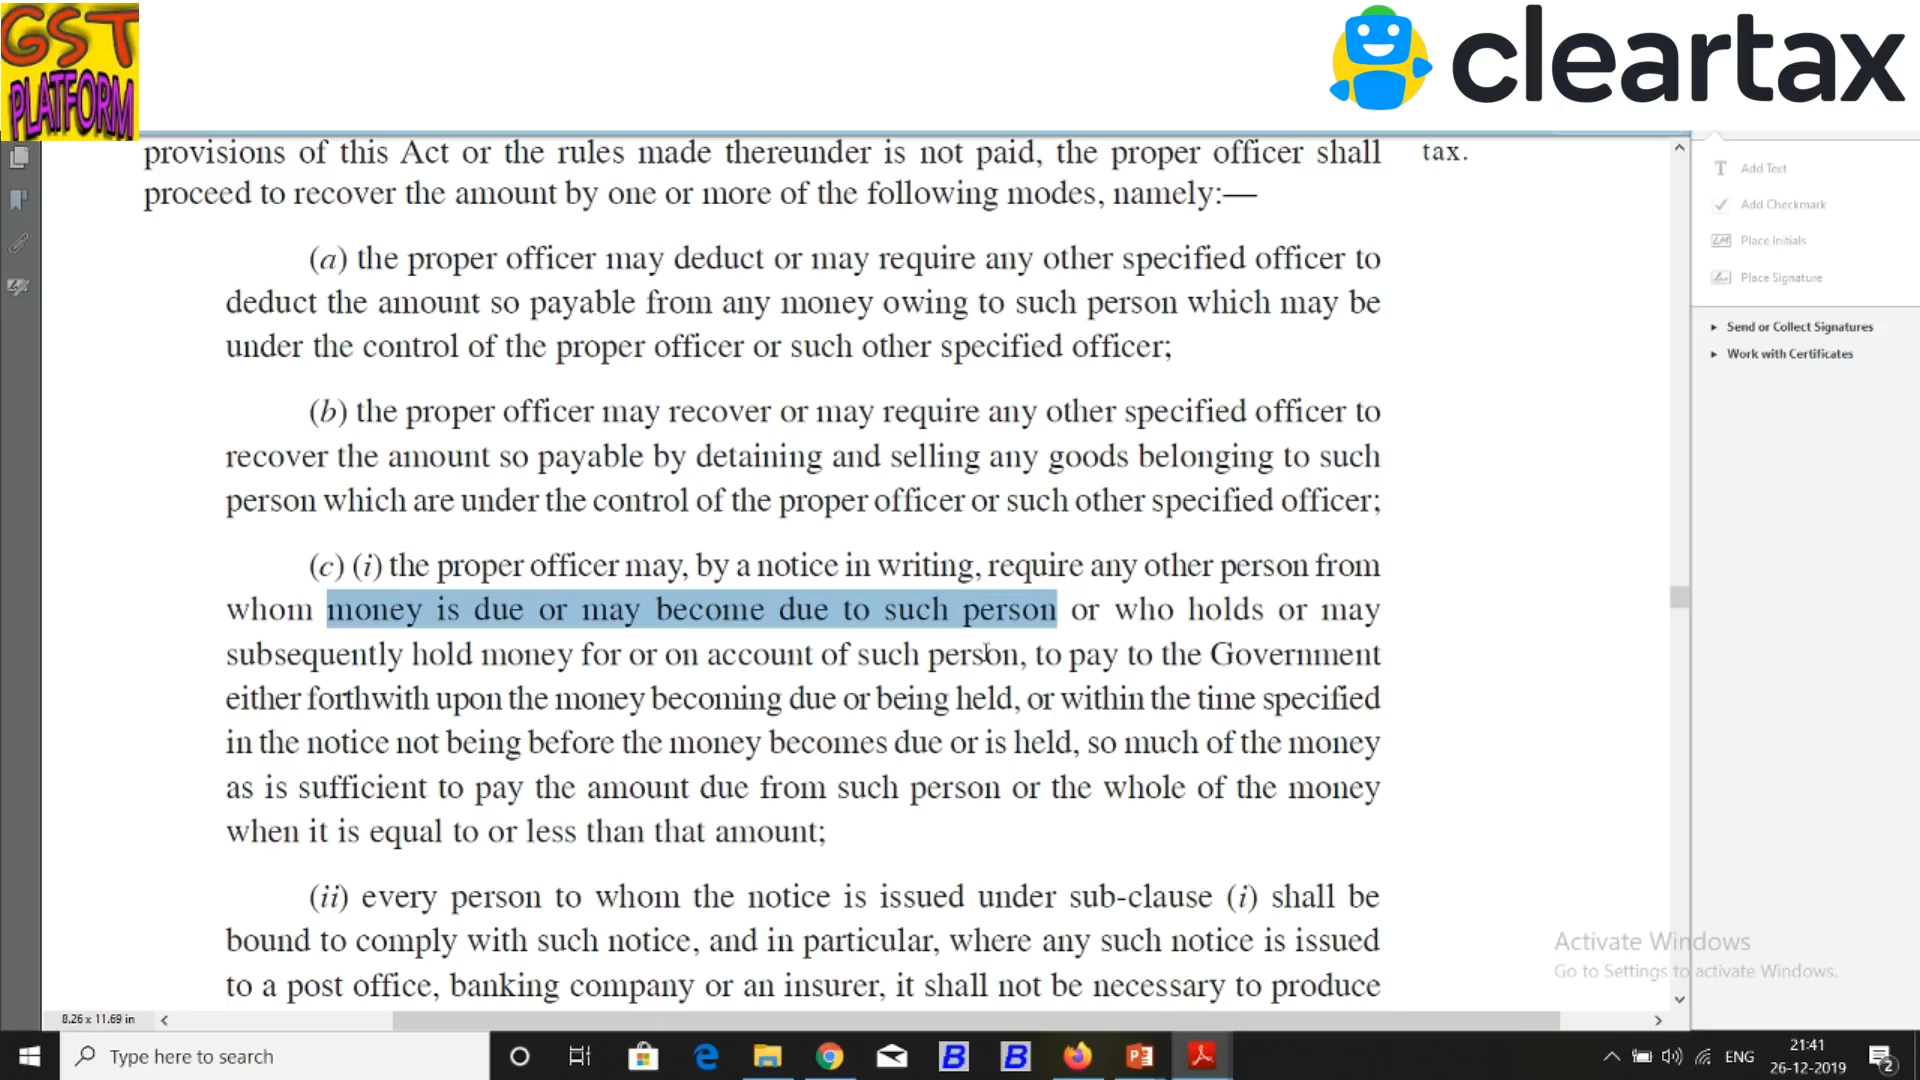 GST
PLATFORM
cleartax
provisions of this Act or the rules made thereunder is not paid, the proper officer shall
tax.
proceed to recover the amount by one or more of the following modes, namely:—
(a) the proper officer may deduct or may require any other specified officer to
deduct the amount so payable from any money owing to such person which may be
under the control of the proper officer or such other specified officer;
(b) the proper officer may recover or may require any other specified officer to
recover the amount so payable by detaining and selling any goods belonging to such
person which are under the control of the proper officer or such other specified officer;
(c) (i) the proper officer may, by a notice in writing, require any other person from
whom money is due or may become due to such person or who holds or may
subsequently hold money for or on account of such person, to pay to the Government
either forthwith upon the money becoming due or being held, or within the time specified
in the notice not being before the money becomes due or is held, so much of the money
as is sufficient to pay the amount due from such person or the whole of the money
when it is equal to or less than that amount;
(ii) every person to whom the notice is issued under sub-clause (i) shall be
bound to comply with such notice, and in particular, where any such notice is issued
to a post office, banking company or an insurer, it shall not be necessary to produce
Add Text
Add Checkmark
Place Initials
Place Signature
Send or Collect Signatures
Work with Certificates
Activate Windows
Go to Settings to activate Windows.
8.26 x 11.69 in
Type here to search
ENG
21:41
26-12-2019
2